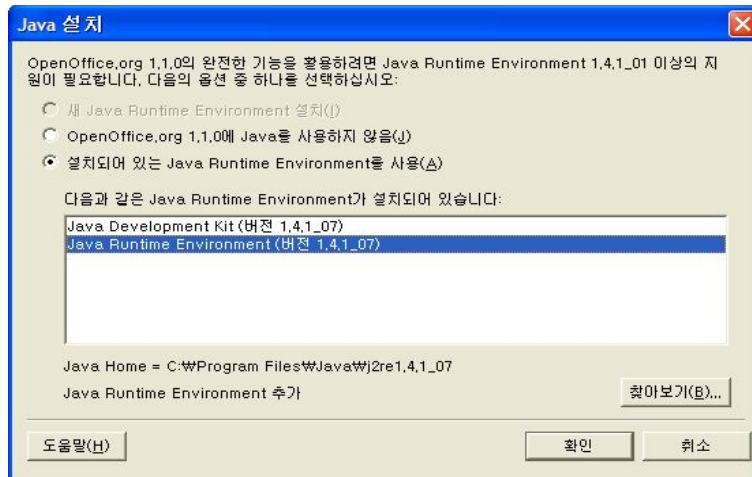 Java 설치
OpenOffice.org 1.1.0의 완전한 기능을 활용하려면 Java Runtime Environment 1.4.1_01 이상의 지
원이 필요합니다. 다음의 옵션 중 하나를 선택하십시오:
새 Java Runtime Environment 설치(I)
OpenOffice.org 1.1.0에 Java를 사용하지 않음(J)
설치되어 있는 Java Runtime Environment를 사용(A)
다음과 같은 Java Runtime Environment가 설치되어 있습니다:
Java Development Kit (버전 1.4.1_07)
Java Runtime Environment (버전 1.4.1_07)
Java Home = C:₩Program Files₩Java₩j2re1.4.1_07
Java Runtime Environment 추가
찾아보기(B)...
도움말(H)
확인
취소